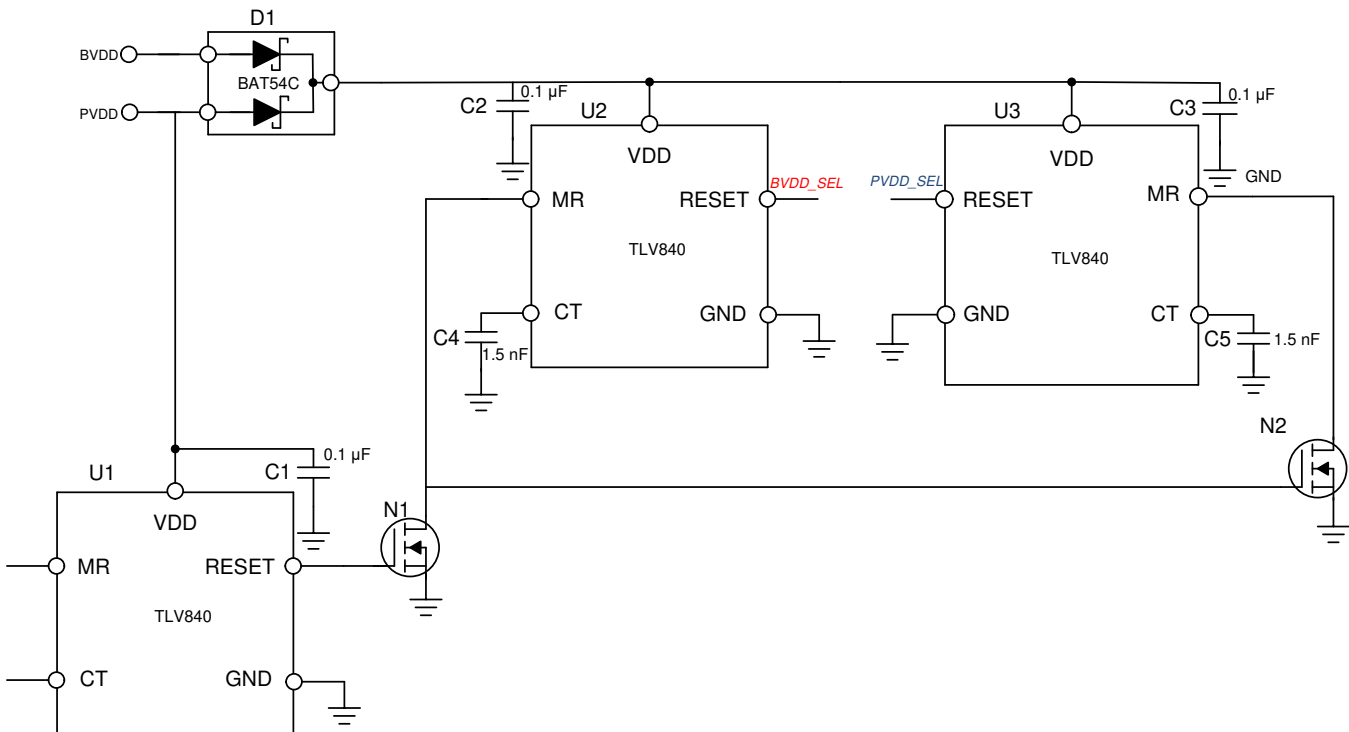 D1
BVDD
BAT54C
PVDD
C2
0.1 µF
U2
VDD
MR
RESET
BVDD_SEL
TLV840
CT
GND
C4
1.5 nF
U3
VDD
PVDD_SEL
RESET
MR
TLV840
GND
CT
C3
0.1 µF
GND
C5
1.5 nF
N2
C1
0.1 µF
U1
VDD
MR
RESET
TLV840
CT
GND
N1